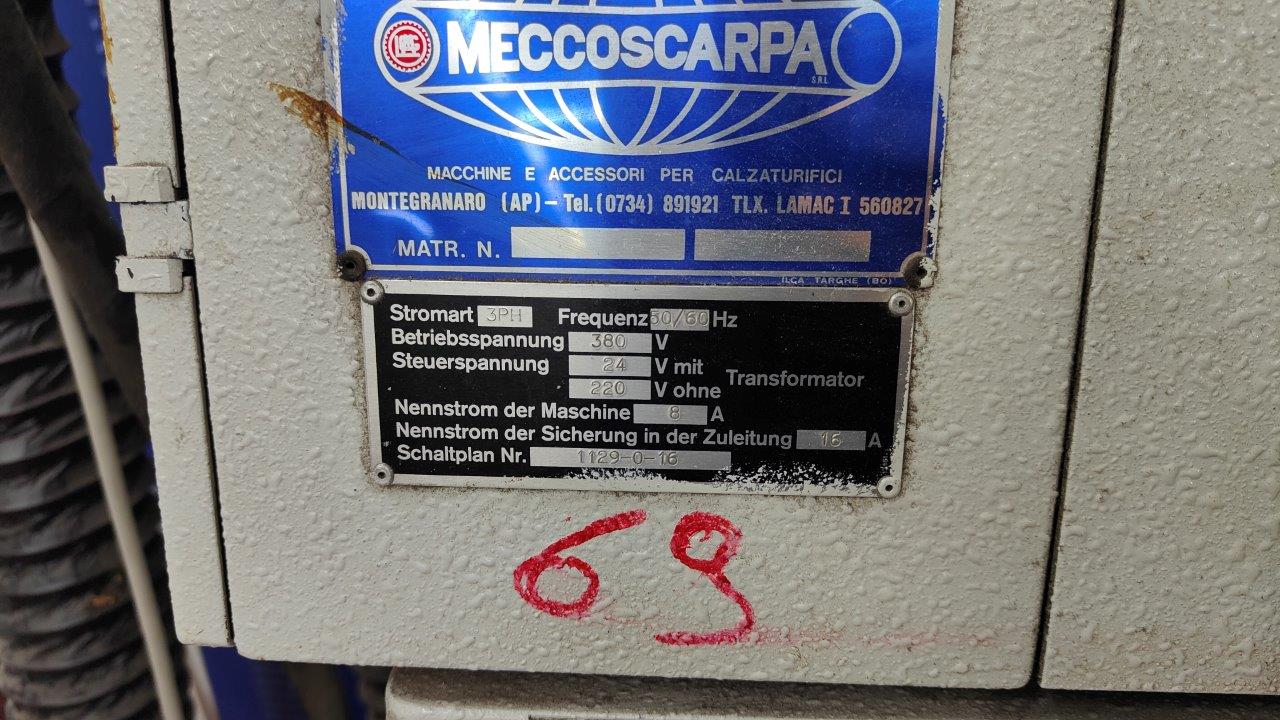 MECCOSCARPA
S.R.L.
MACCHINE E ACCESSORI PER CALZATURIFICI
MONTEGRANARO (AP) - Tel. (0734) 891921 TLX. LAMAC I 560827
MATR. N.
ILCA TARGHE (BO)
Stromart 3PH Frequenz 50/60 Hz
Betriebsspannung 380 V
Steuerspannung 24 V mit
220 V ohne Transformator
Nennstrom der Maschine 8 A
Nennstrom der Sicherung in der Zuleitung 16 A
Schaltplan Nr. 1129-0-16
69